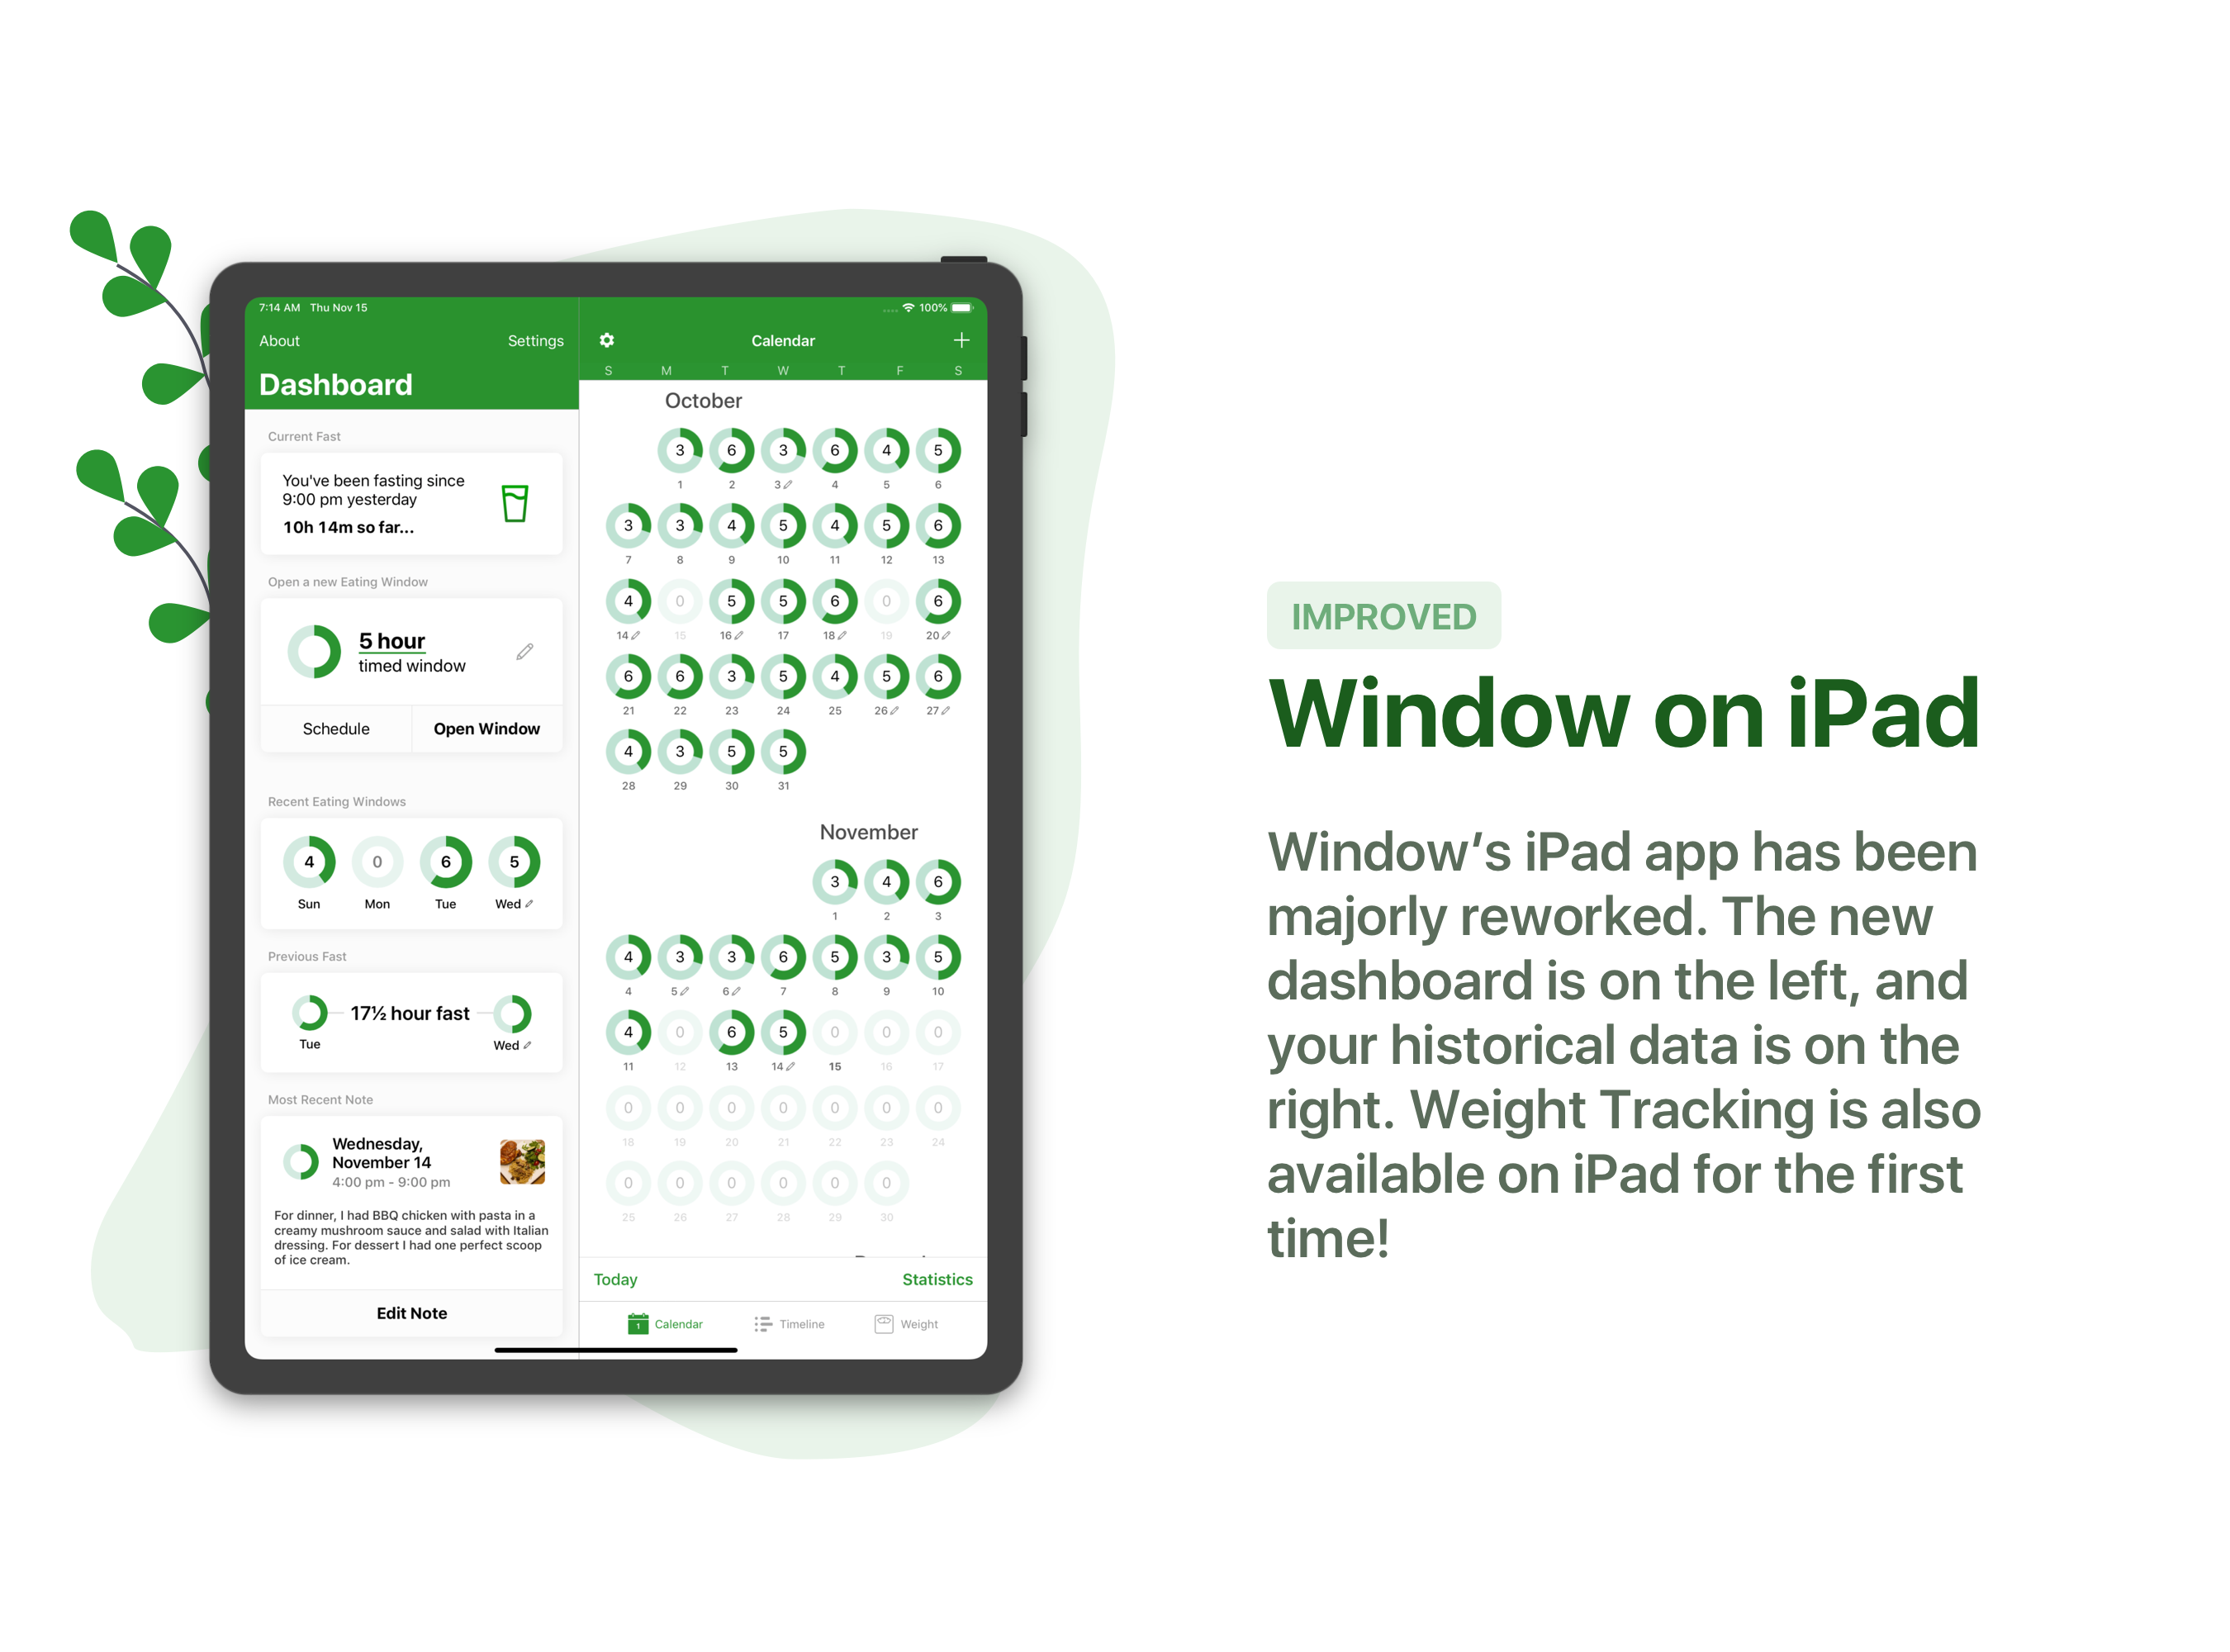 7:14 AM Thu Nov 15
100%
About
Settings
Dashboard
Current Fast
You've been fasting since
9:00 pm yesterday
10h 14m so far...
Open a new Eating Window
5 hour
timed window
Schedule
Open Window
Recent Eating Windows
4 0 6 5
Sun Mon Tue Wed
Previous Fast
17½ hour fast
Tue
Wed
Most Recent Note
Wednesday,
November 14
4:00 pm - 9:00 pm
For dinner, I had BBQ chicken with pasta in a
creamy mushroom sauce and salad with Italian
dressing. For dessert I had one perfect scoop
of ice cream.
Edit Note
Calendar
S M T W T F S
October
3 6 3 6 4 5
1 2 3 4 5 6
3 3 4 5 4 5 6
7 8 9 10 11 12 13
4 0 5 5 6 0 6
14 15 16 17 18 19 20
6 6 3 5 4 5 6
21 22 23 24 25 26 27
4 3 5 5
28 29 30 31
November
3 4 6
1 2 3
4 3 3 6 5 3 5
4 5 6 7 8 9 10
4 0 6 5 0 0 0
11 12 13 14 15 16 17
0 0 0 0 0 0 0
18 19 20 21 22 23 24
0 0 0 0 0 0
25 26 27 28 29 30
Today
Statistics
1
Calendar
Timeline
Weight
IMPROVED
Window on iPad
Window‘s iPad app has been
majorly reworked. The new
dashboard is on the left, and
your historical data is on the
right. Weight Tracking is also
available on iPad for the first
time!